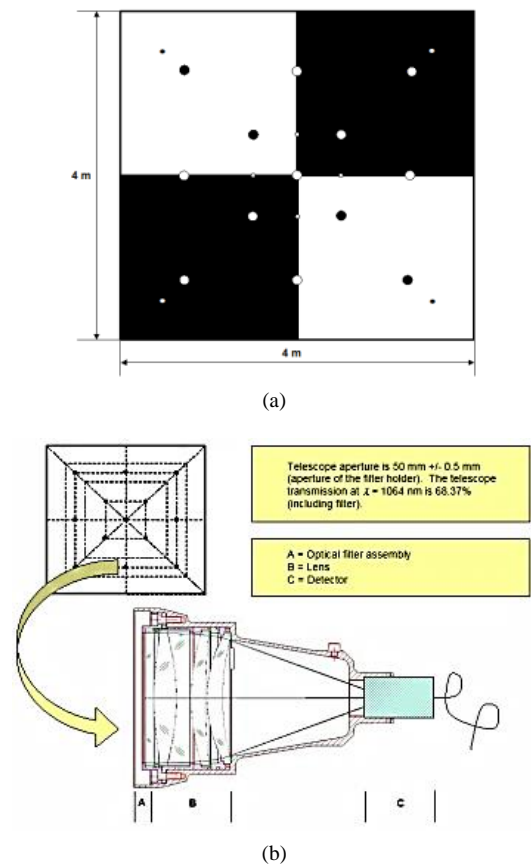 4 m
4 m
(a)
Telescope aperture is 50 mm +/- 0.5 mm
(aperture of the filter holder). The telescope
transmission at λ = 1064 nm is 68.37%
(including filter).
A = Optical filter assembly
B = Lens
C = Detector
A B C
(b)